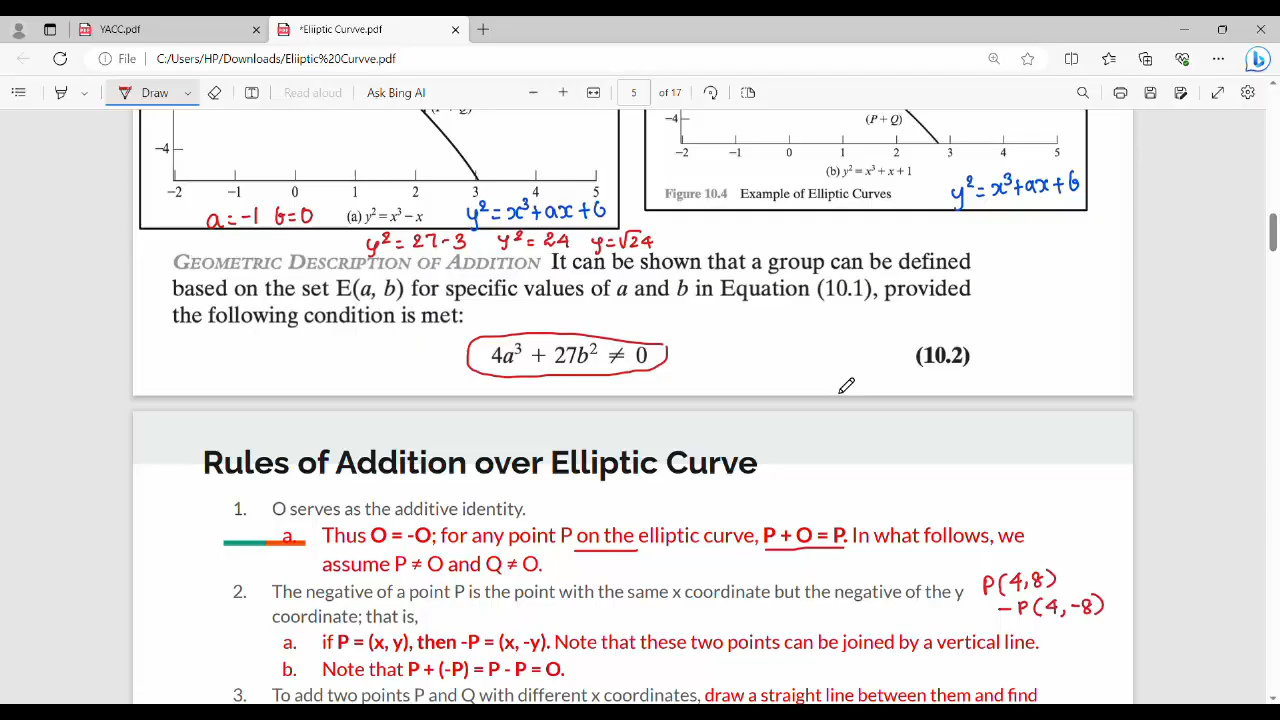 YACC.pdf
*Eliiptic Curvve.pdf
File
C:/Users/HP/Downloads/Eliiptic%20Curvve.pdf
Draw
Read aloud
Ask Bing AI
5
of 17
-4
-2 -1 0 1 2 3 4 5
a=-1 b=0
(a) y² = x³ – x
y²=x³+ax+b
y²=27-3 y²=24 y=√24
-4
(P + Q)
-2 -1 0 1 2 3 4 5
(b) y² = x³ + x + 1
Figure 10.4 Example of Elliptic Curves
y²=x³+ax+b
GEOMETRIC DESCRIPTION OF ADDITION It can be shown that a group can be defined
based on the set E(a, b) for specific values of a and b in Equation (10.1), provided
the following condition is met:
4a³ + 27b² ≠ 0 (10.2)
Rules of Addition over Elliptic Curve
1. O serves as the additive identity.
a. Thus O = -O; for any point P on the elliptic curve, P + O = P. In what follows, we
assume P ≠ O and Q ≠ O.
2. The negative of a point P is the point with the same x coordinate but the negative of the y
coordinate; that is,
P(4,8)
-P(4,-8)
a. if P = (x, y), then -P = (x, -y). Note that these two points can be joined by a vertical line.
b. Note that P + (-P) = P - P = O.
3. To add two points P and Q with different x coordinates, draw a straight line between them and find